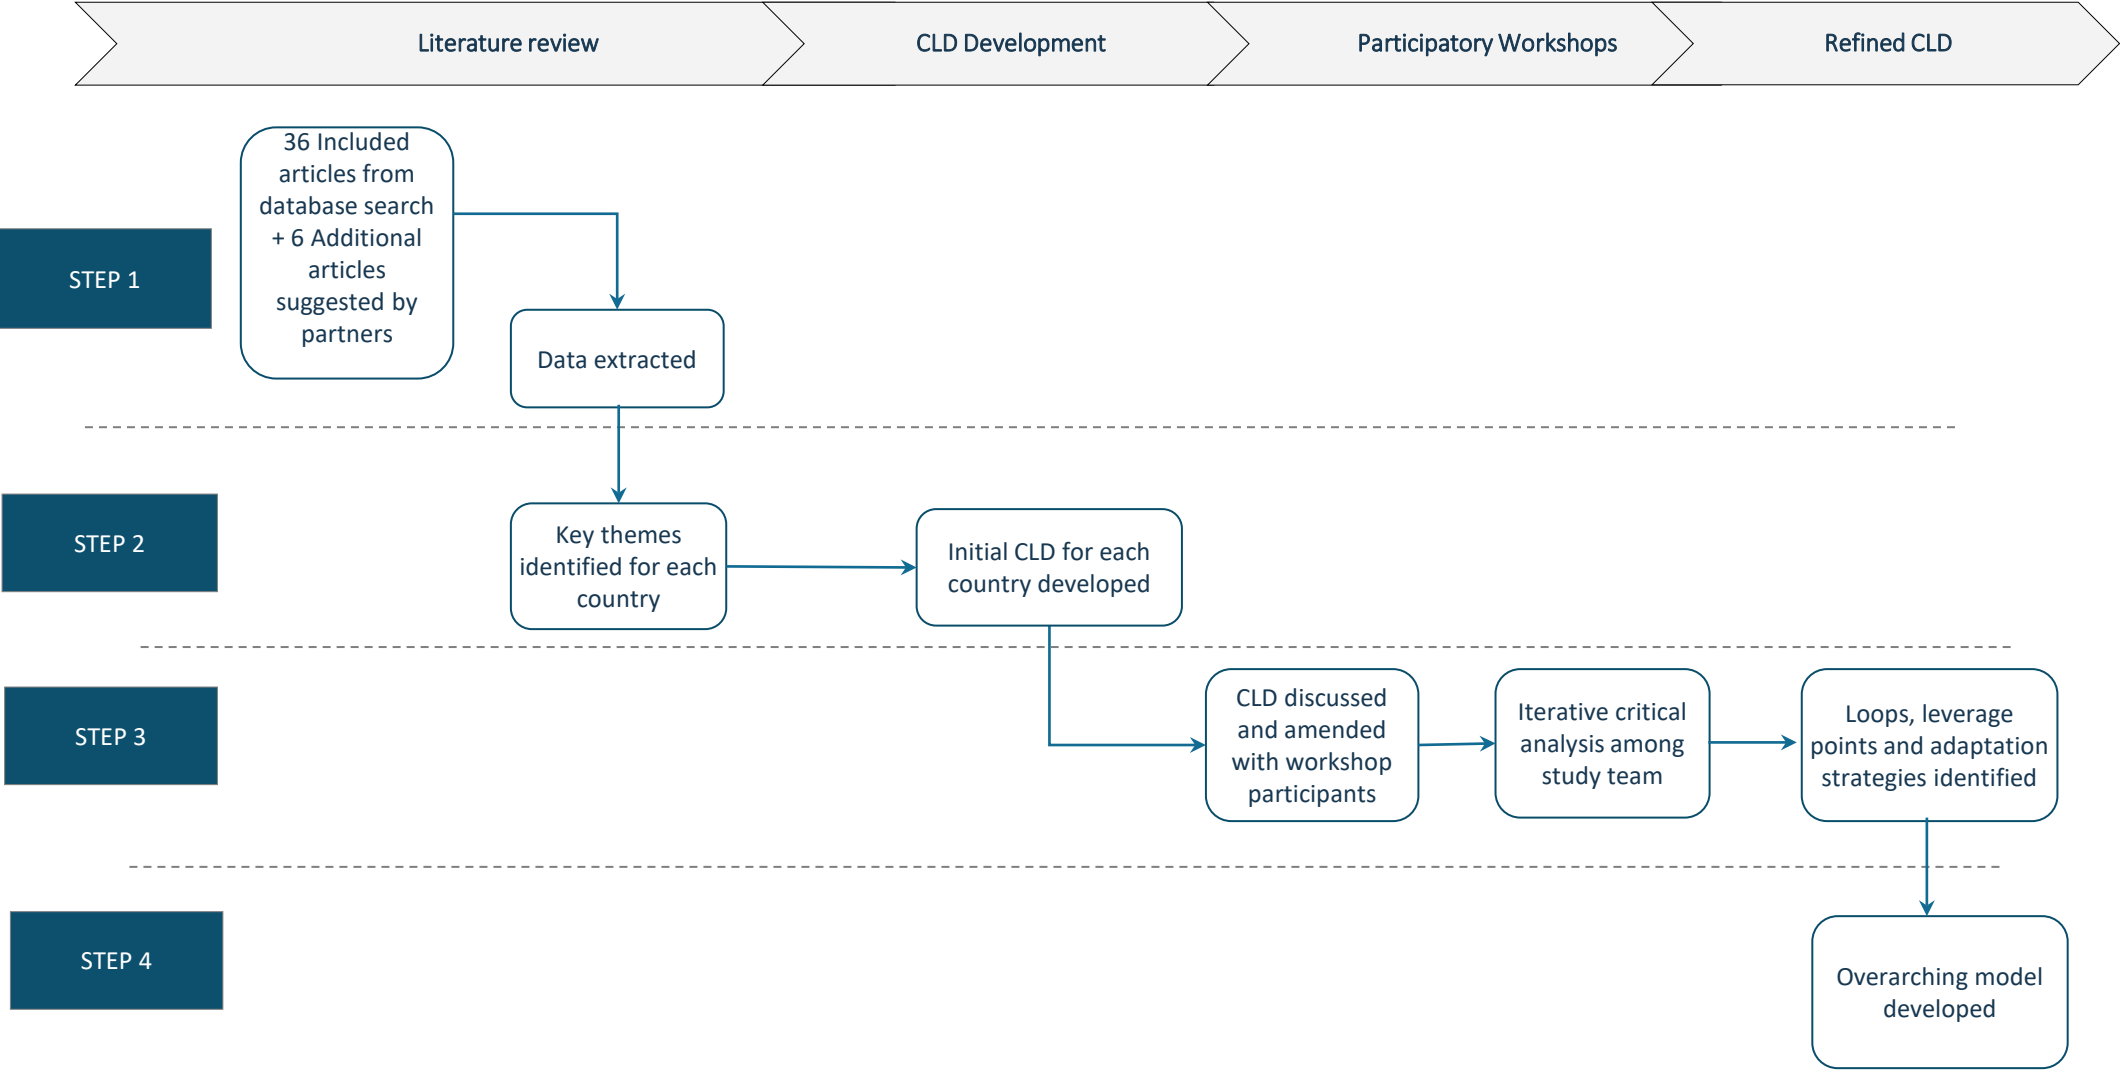 Literature review
CLD Development
Participatory Workshops
Refined CLD
STEP 1
36 Included
articles from
database search
+ 6 Additional
articles
suggested by
partners
Data extracted
STEP 2
Key themes
identified for each
country
Initial CLD for each
country developed
STEP 3
CLD discussed
and amended
with workshop
participants
Iterative critical
analysis among
study team
Loops, leverage
points and adaptation
strategies identified
STEP 4
Overarching model
developed